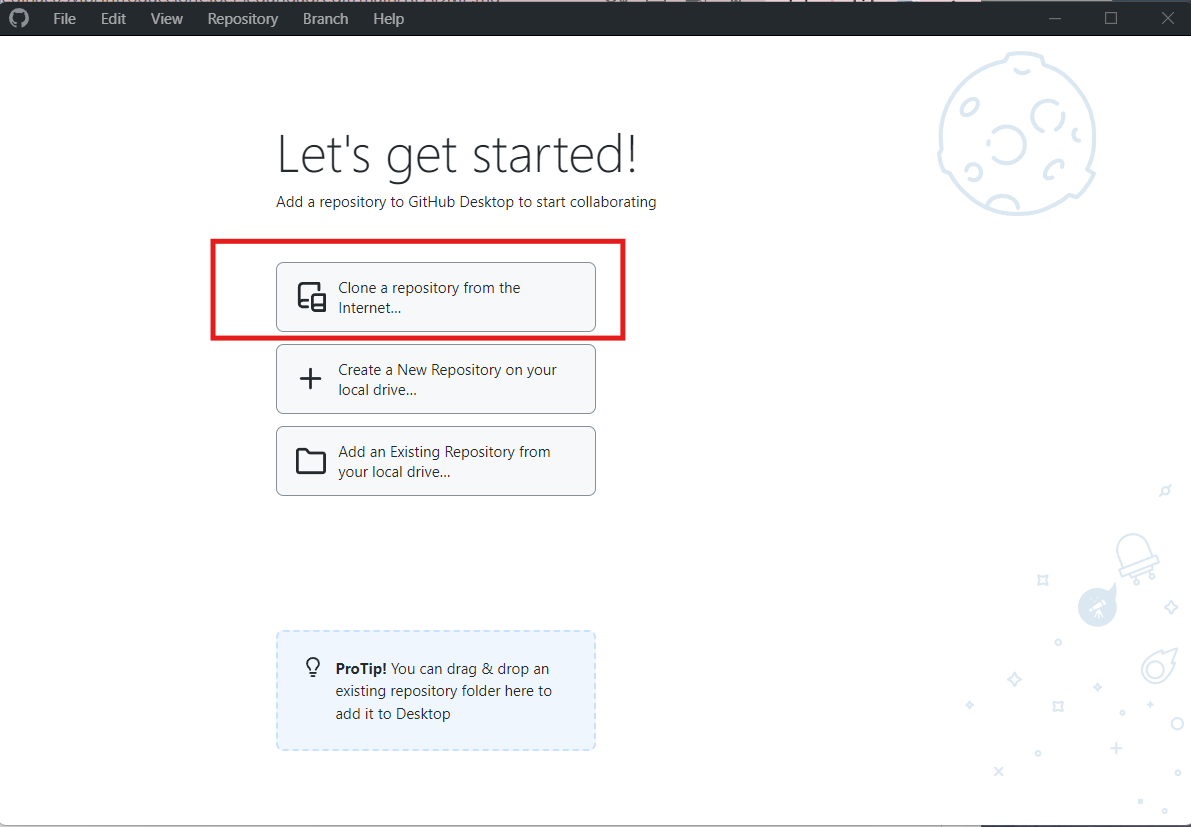 File Edit View Repository Branch Help
Let's get started!
Add a repository to GitHub Desktop to start collaborating
Clone a repository from the
Internet...
Create a New Repository on your
local drive...
Add an Existing Repository from
your local drive...
ProTip! You can drag & drop an
existing repository folder here to
add it to Desktop